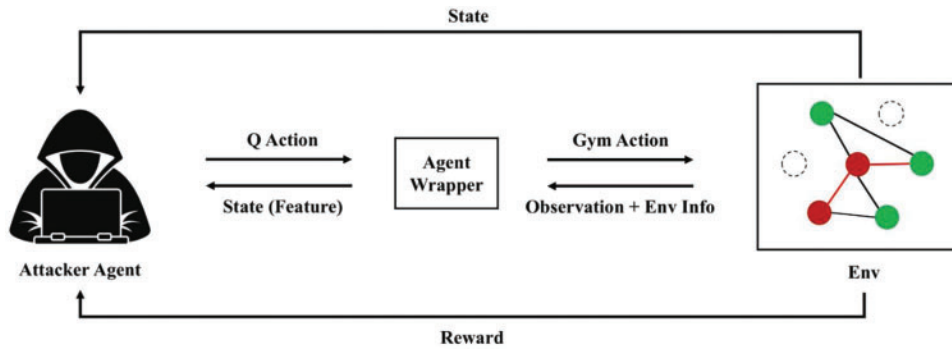 State
Q Action
State (Feature)
Agent
Wrapper
Gym Action
Observation + Env Info
Attacker Agent
Env
Reward